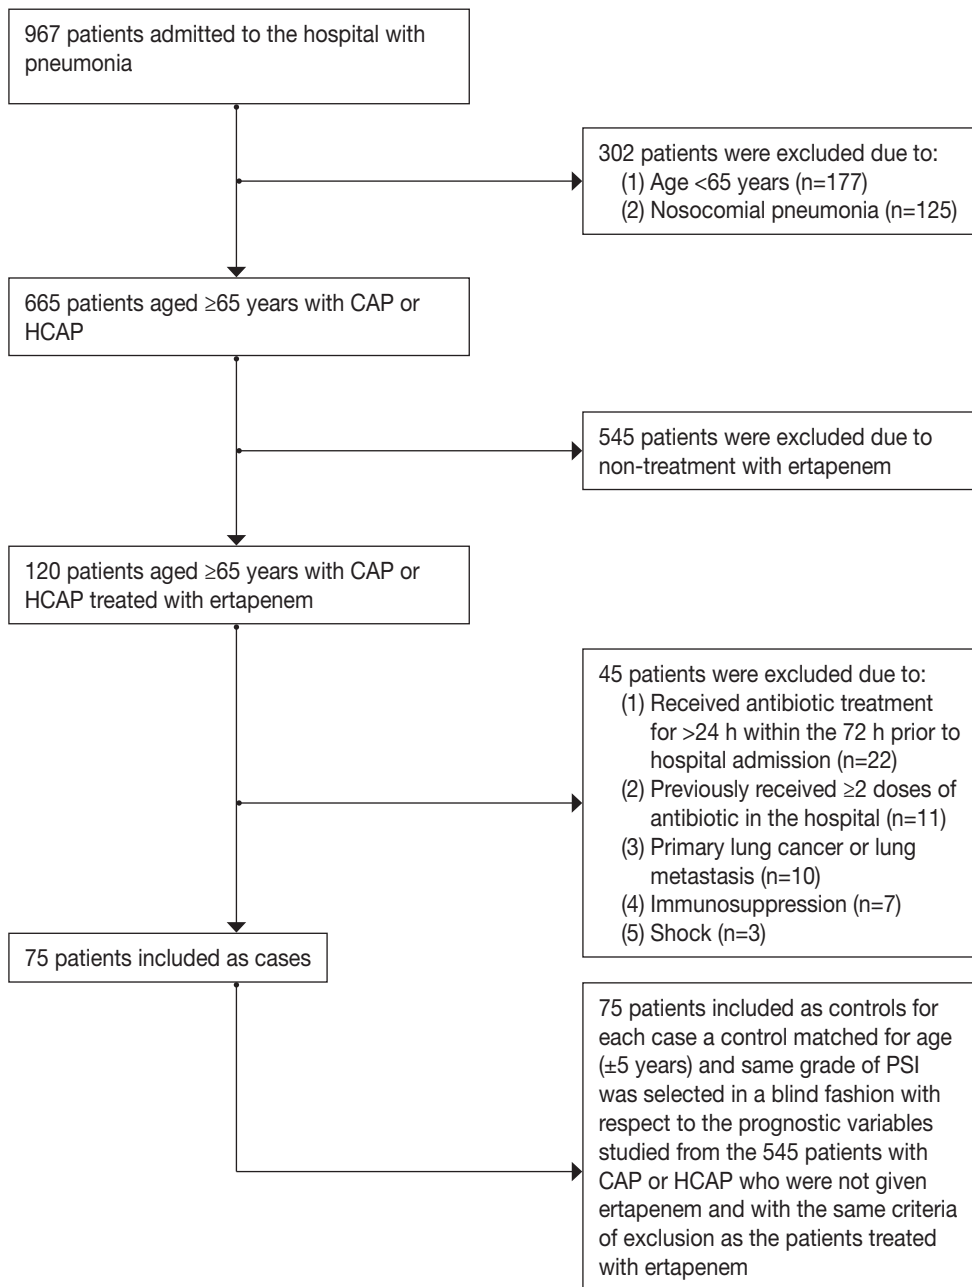 967 patients admitted to the hospital with
pneumonia
302 patients were excluded due to:
(1) Age <65 years (n=177)
(2) Nosocomial pneumonia (n=125)
665 patients aged ≥65 years with CAP or
HCAP
545 patients were excluded due to
non-treatment with ertapenem
120 patients aged ≥65 years with CAP or
HCAP treated with ertapenem
45 patients were excluded due to:
(1) Received antibiotic treatment
for >24 h within the 72 h prior to
hospital admission (n=22)
(2) Previously received ≥2 doses of
antibiotic in the hospital (n=11)
(3) Primary lung cancer or lung
metastasis (n=10)
(4) Immunosuppression (n=7)
(5) Shock (n=3)
75 patients included as cases
75 patients included as controls for
each case a control matched for age
(±5 years) and same grade of PSI
was selected in a blind fashion with
respect to the prognostic variables
studied from the 545 patients with
CAP or HCAP who were not given
ertapenem and with the same criteria
of exclusion as the patients treated
with ertapenem